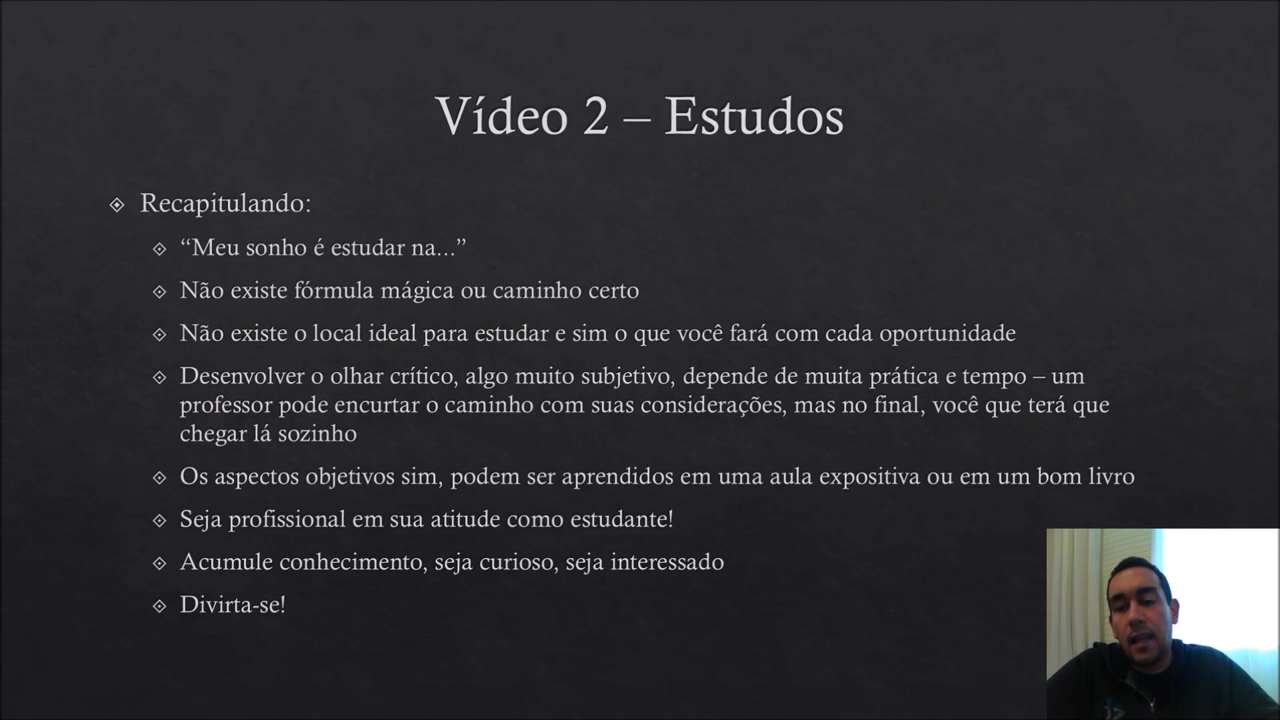 Vídeo 2 – Estudos
Recapitulando:
“Meu sonho é estudar na...”
Não existe fórmula mágica ou caminho certo
Não existe o local ideal para estudar e sim o que você fará com cada oportunidade
Desenvolver o olhar crítico, algo muito subjetivo, depende de muita prática e tempo – um
professor pode encurtar o caminho com suas considerações, mas no final, você que terá que
chegar lá sozinho
Os aspectos objetivos sim, podem ser aprendidos em uma aula expositiva ou em um bom livro
Seja profissional em sua atitude como estudante!
Acumule conhecimento, seja curioso, seja interessado
Divirta-se!